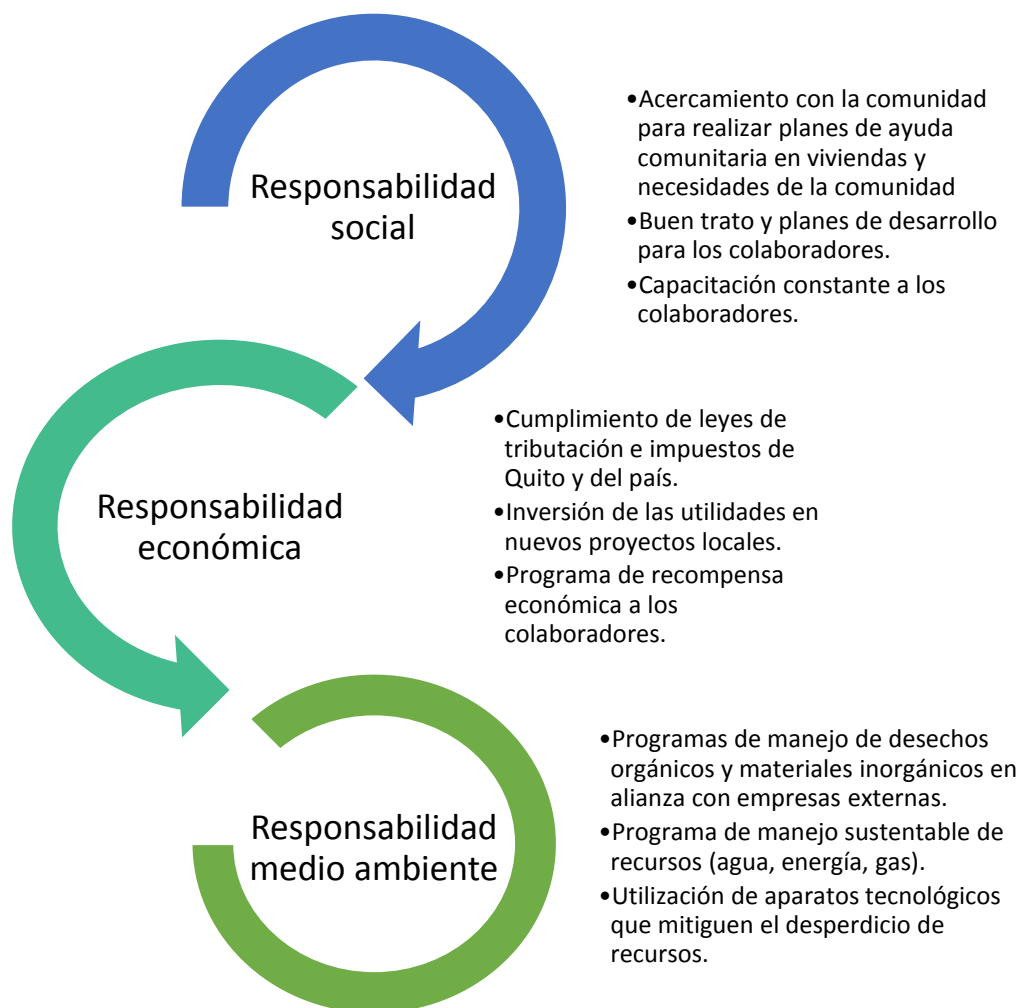 Responsabilidad
social
•Acercamiento con la comunidad
para realizar planes de ayuda
comunitaria en viviendas y
necesidades de la comunidad
•Buen trato y planes de desarrollo
para los colaboradores.
•Capacitación constante a los
colaboradores.
Responsabilidad
económica
•Cumplimiento de leyes de
tributación e impuestos de
Quito y del país.
•Inversión de las utilidades en
nuevos proyectos locales.
•Programa de recompensa
económica a los
colaboradores.
Responsabilidad
medio ambiente
•Programas de manejo de desechos
orgánicos y materiales inorgánicos en
alianza con empresas externas.
•Programa de manejo sustentable de
recursos (agua, energía, gas).
•Utilización de aparatos tecnológicos
que mitiguen el desperdicio de
recursos.